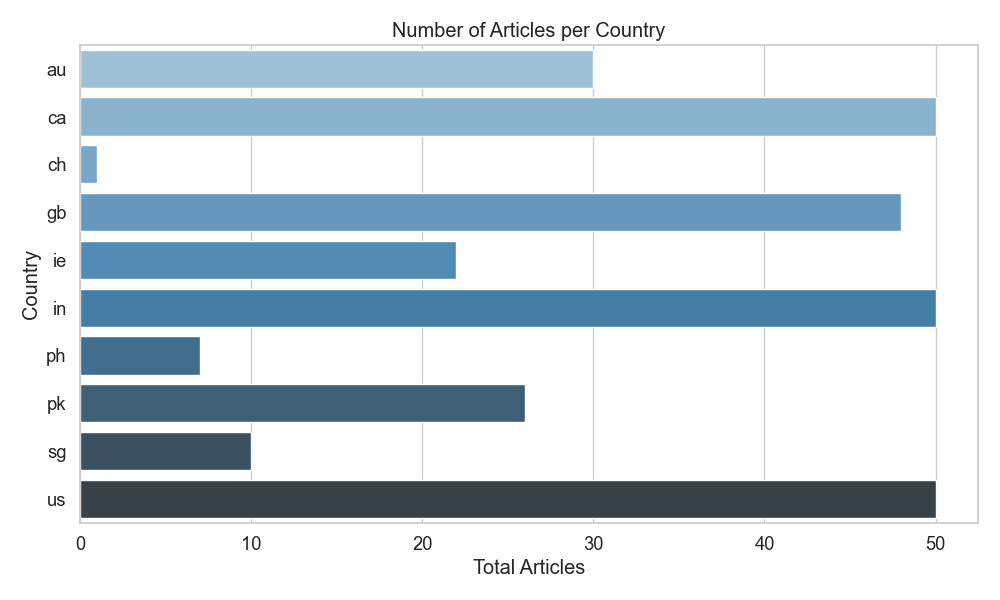 Number of Articles per Country
Country
au
ca
ch
gb
ie
in
ph
pk
sg
us
0 10 20 30 40 50
Total Articles